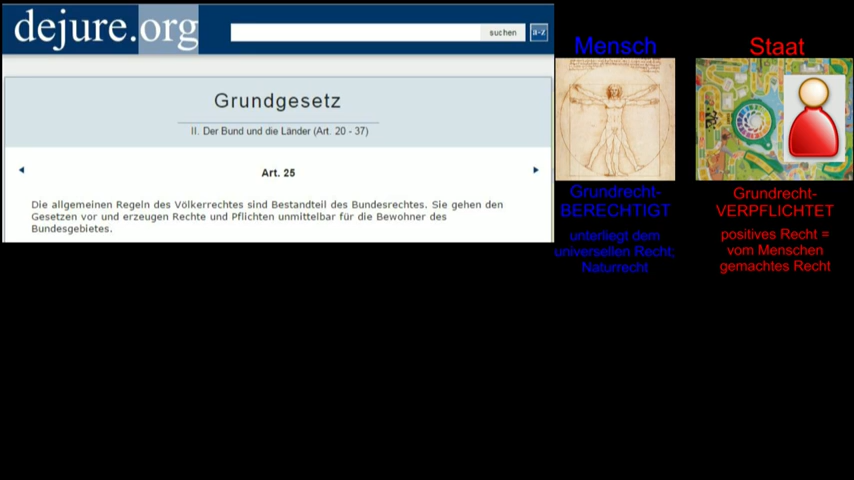 dejure.org
suchen
a-z
Grundgesetz
II. Der Bund und die Länder (Art. 20 - 37)
Art. 25
Die allgemeinen Regeln des Völkerrechtes sind Bestandteil des Bundesrechtes. Sie gehen den
Gesetzen vor und erzeugen Rechte und Pflichten unmittelbar für die Bewohner des
Bundesgebietes.
Mensch
Grundrecht-
BERECHTIGT
unterliegt dem
universellen Recht;
Naturrecht
Staat
Grundrecht-
VERPFLICHTET
positives Recht =
vom Menschen
gemachtes Recht